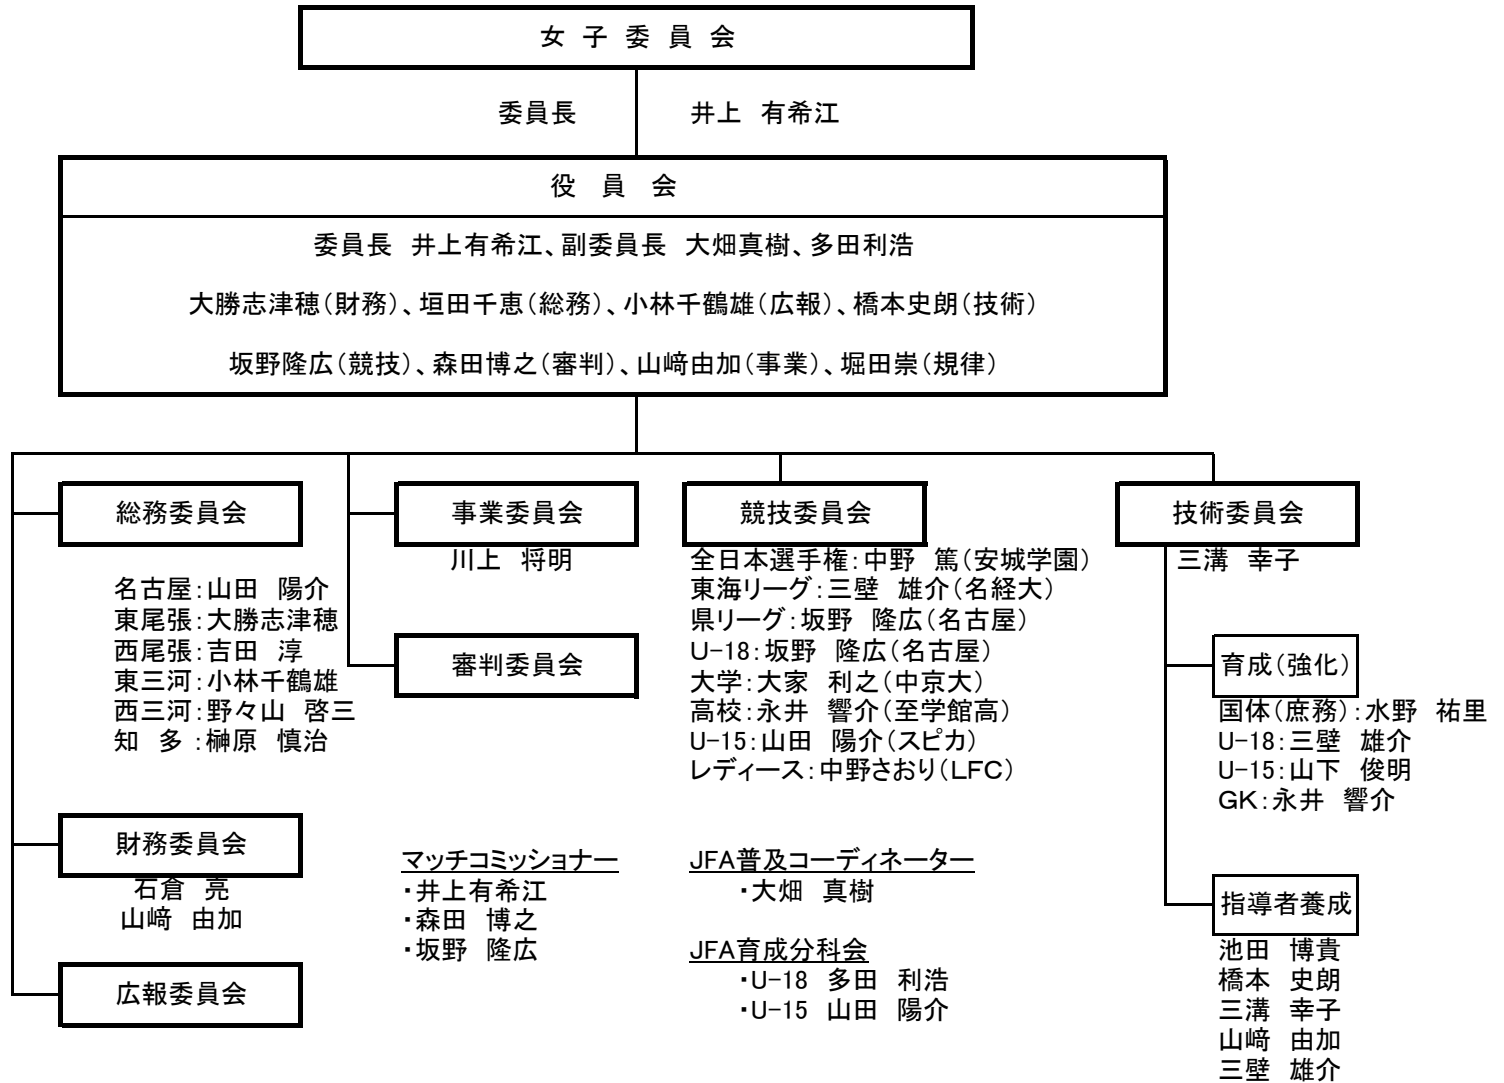 女 子 委 員 会
委員長 井上 有希江
役 員 会
委員長 井上有希江、副委員長 大畑真樹、多田利浩
大勝志津穂(財務)、垣田千恵(総務)、小林千鶴雄(広報)、橋本史朗(技術)
坂野隆広(競技)、森田博之(審判)、山﨑由加(事業)、堀田崇(規律)
総務委員会
名古屋:山田 陽介
東尾張:大勝志津穂
西尾張:吉田 淳
東三河:小林千鶴雄
西三河:野々山 啓三
知 多:榊原 慎治
財務委員会
石倉 亮
山﨑 由加
広報委員会
事業委員会
川上 将明
審判委員会
マッチコミッショナー
・井上有希江
・森田 博之
・坂野 隆広
競技委員会
全日本選手権:中野 篤(安城学園)
東海リーグ:三壁 雄介(名経大)
県リーグ:坂野 隆広(名古屋)
U-18:坂野 隆広(名古屋)
大学:大家 利之(中京大)
高校:永井 響介(至学館高)
U-15:山田 陽介(スピカ)
レディース:中野さおり(LFC)
JFA普及コーディネーター
・大畑 真樹
JFA育成分科会
・U-18 多田 利浩
・U-15 山田 陽介
技術委員会
三溝 幸子
育成(強化)
国体(庶務):水野 祐里
U-18:三壁 雄介
U-15:山下 俊明
GK:永井 響介
指導者養成
池田 博貴
橋本 史朗
三溝 幸子
山﨑 由加
三壁 雄介